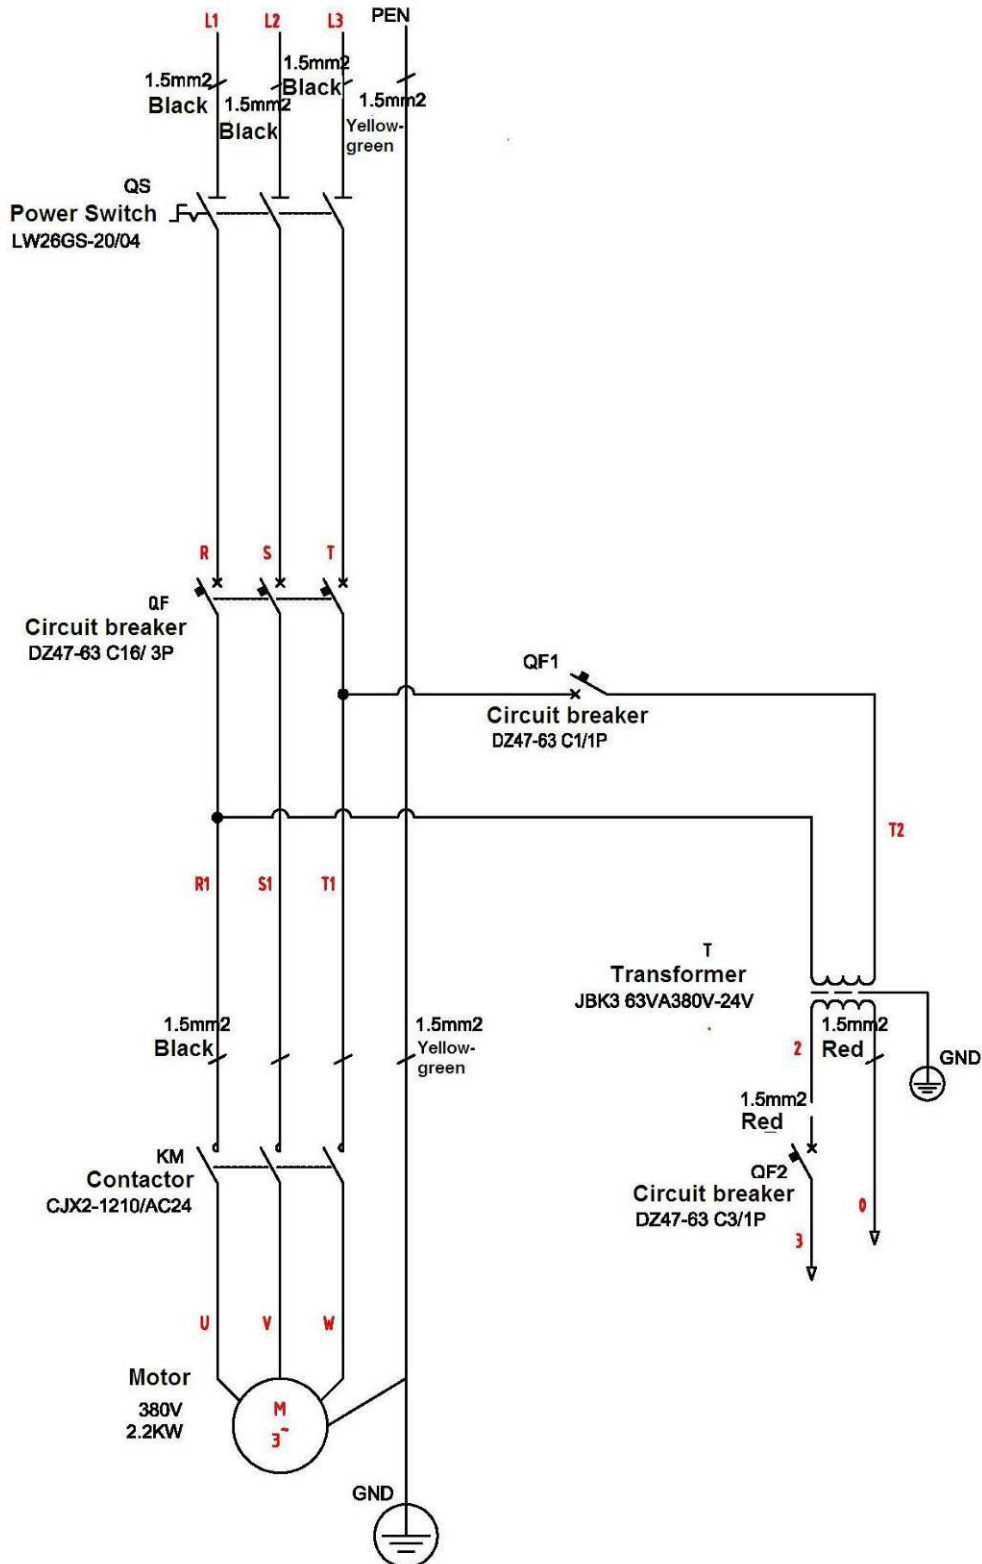 L1 L2 L3 PEN
1.5mm2
Black
1.5mm2
Black
1.5mm2
Black
1.5mm2
Yellow-
green
QS
Power Switch
LW26GS-20/04
R S T
QF
Circuit breaker
DZ47-63 C16/ 3P
QF1
Circuit breaker
DZ47-63 C1/1P
T2
R1 S1 T1
T
Transformer
JBK3 63VA380V-24V
1.5mm2
Black
1.5mm2
Yellow-
green
2
1.5mm2
Red
GND
1.5mm2
Red
KM
Contactor
CJX2-1210/AC24
QF2
Circuit breaker
DZ47-63 C3/1P
0
3
U V W
Motor
380V
2.2KW
M
3~
GND